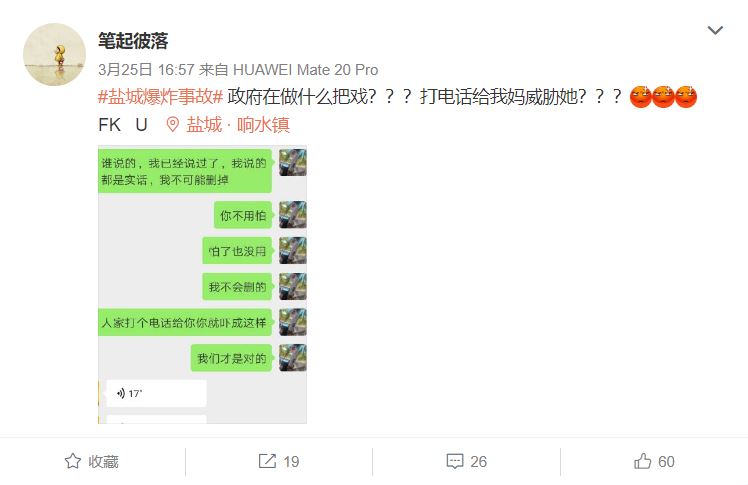 笔起彼落
3月25日 16:57 来自 HUAWEI Mate 20 Pro
#盐城爆炸事故# 政府在做什么把戏？？？打电话给我妈威胁她？？？
FK U 盐城·响水镇
谁说的，我已经说过了，我说的
都是实话，我不可能删掉
你不用怕
怕了也没用
我不会删的
人家打个电话给你你就吓成这样
我们才是对的
17"
收藏 19 26 60